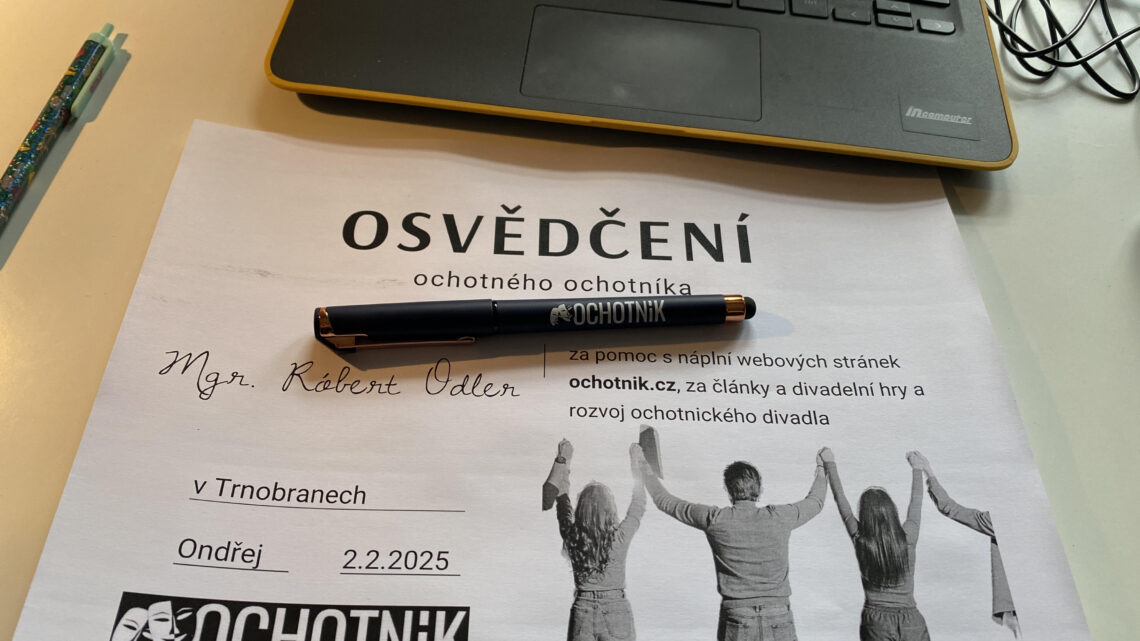 incomputer
OSVĚDČENÍ
ochotného ochotníka
OCHOTNiK
Mgr. Róbert Odler
za pomoc s náplní webových stránek
ochotnik.cz, za články a divadelní hry a
rozvoj ochotnického divadla
v Trnobranech
Ondřej 2.2.2025
OCHOTNiK